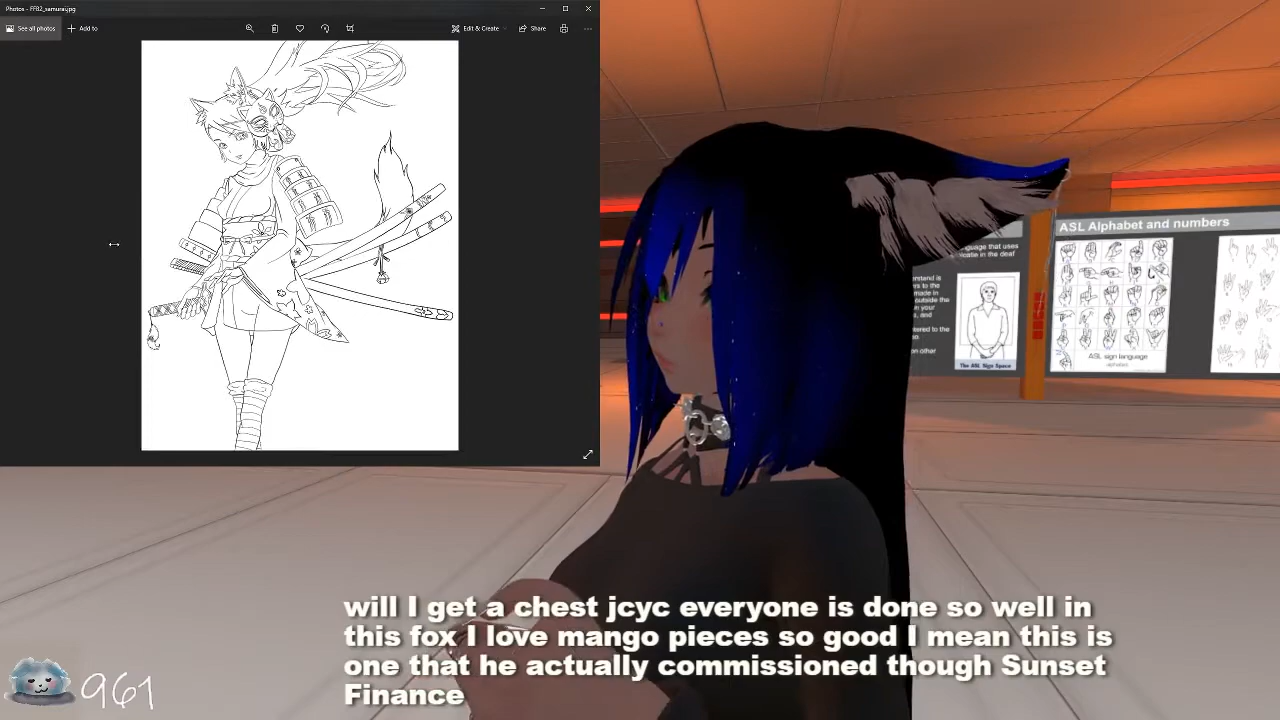 Photos - FF82_samurai.jpg
See all photos
Add to
Edit & Create
Share
ASL Alphabet and numbers
ASL sign language
alphabet
The ASL Sign Space
will I get a chest jcyc everyone is done so well in
this fox I love mango pieces so good I mean this is
one that he actually commissioned though Sunset
Finance
961